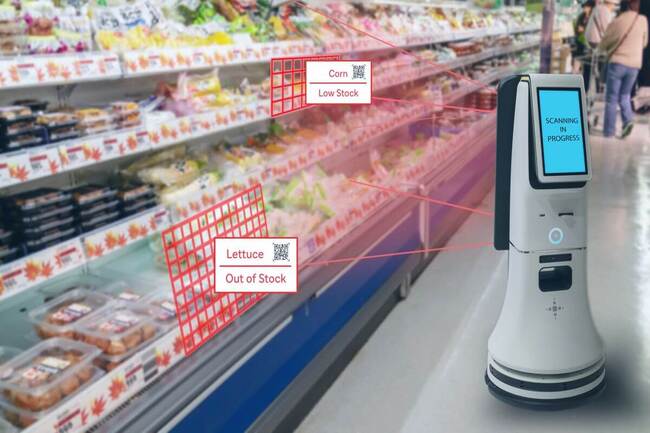 Corn
Low Stock
SCANNING
IN
PROGRESS
Lettuce
Out of Stock